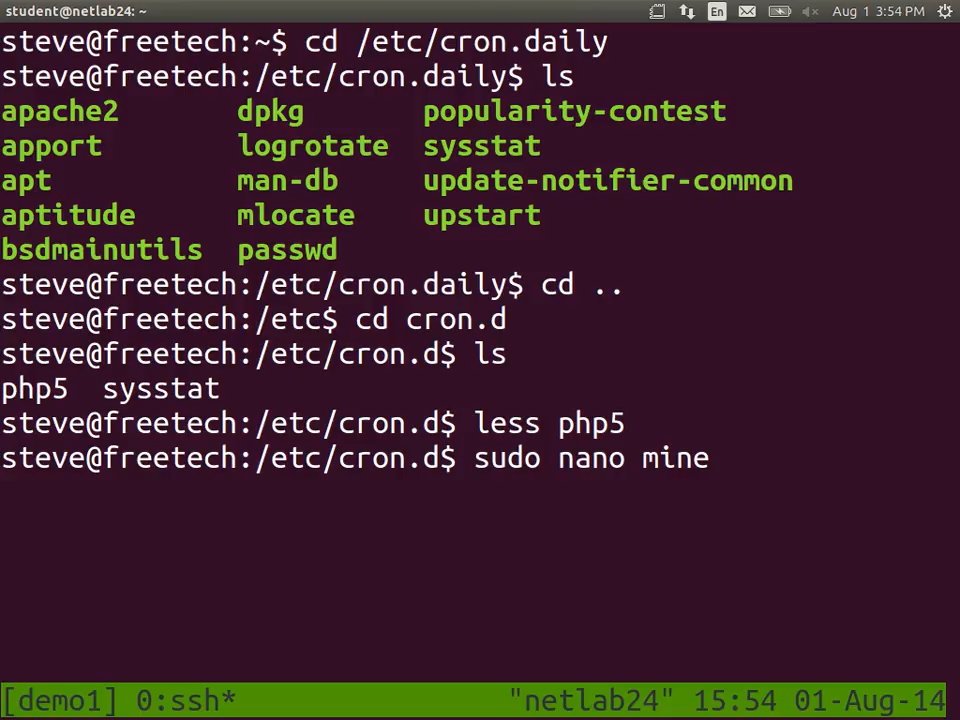 student@netlab24: ~ En Aug 1 3:54 PM
steve@freetech:~$ cd /etc/cron.daily
steve@freetech:/etc/cron.daily$ ls
apache2 dpkg popularity-contest
apport logrotate sysstat
apt man-db update-notifier-common
aptitude mlocate upstart
bsdmainutils passwd
steve@freetech:/etc/cron.daily$ cd ..
steve@freetech:/etc$ cd cron.d
steve@freetech:/etc/cron.d$ ls
php5 sysstat
steve@freetech:/etc/cron.d$ less php5
steve@freetech:/etc/cron.d$ sudo nano mine
[demo1] 0:ssh* "netlab24" 15:54 01-Aug-14